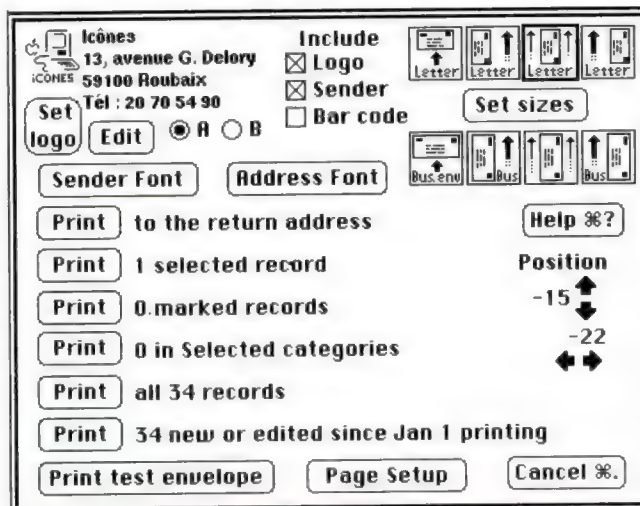 Icônes
13, avenue G. Delory
59100 Roubaix
Tél : 20 70 54 90
iCONES
Set logo
Edit
A
B
Include
Logo
Sender
Bar code
Letter
Letter
Letter
Letter
Set sizes
Bus. env
Bus
Bus
Sender Font
Address Font
Print to the return address
Help ⌘?
Print 1 selected record
Position
Print 0 marked records
-15
Print 0 in Selected categories
-22
Print all 34 records
Print 34 new or edited since Jan 1 printing
Print test envelope
Page Setup
Cancel ⌘.